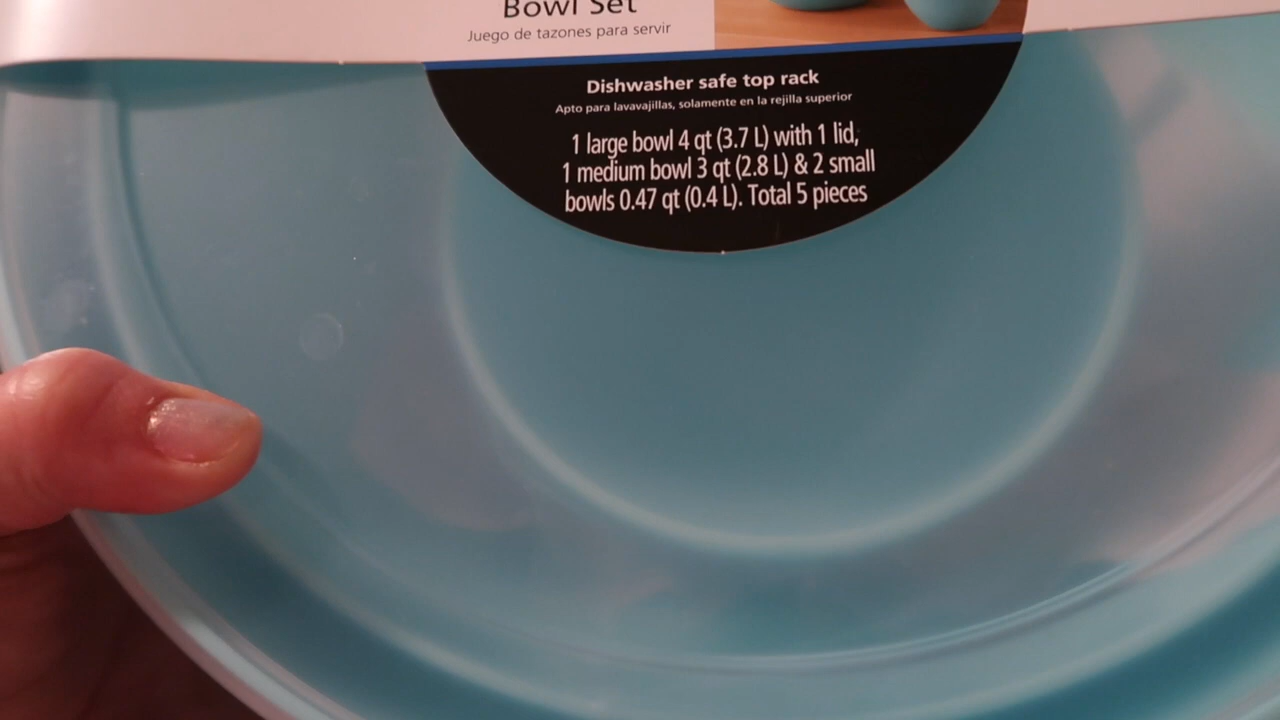 Bowl Set
Juego de tazones para servir
Dishwasher safe top rack
Apto para lavavajillas, solamente en la rejilla superior
1 large bowl 4 qt (3.7 L) with 1 lid,
1 medium bowl 3 qt (2.8 L) & 2 small
bowls 0.47 qt (0.4 L). Total 5 pieces